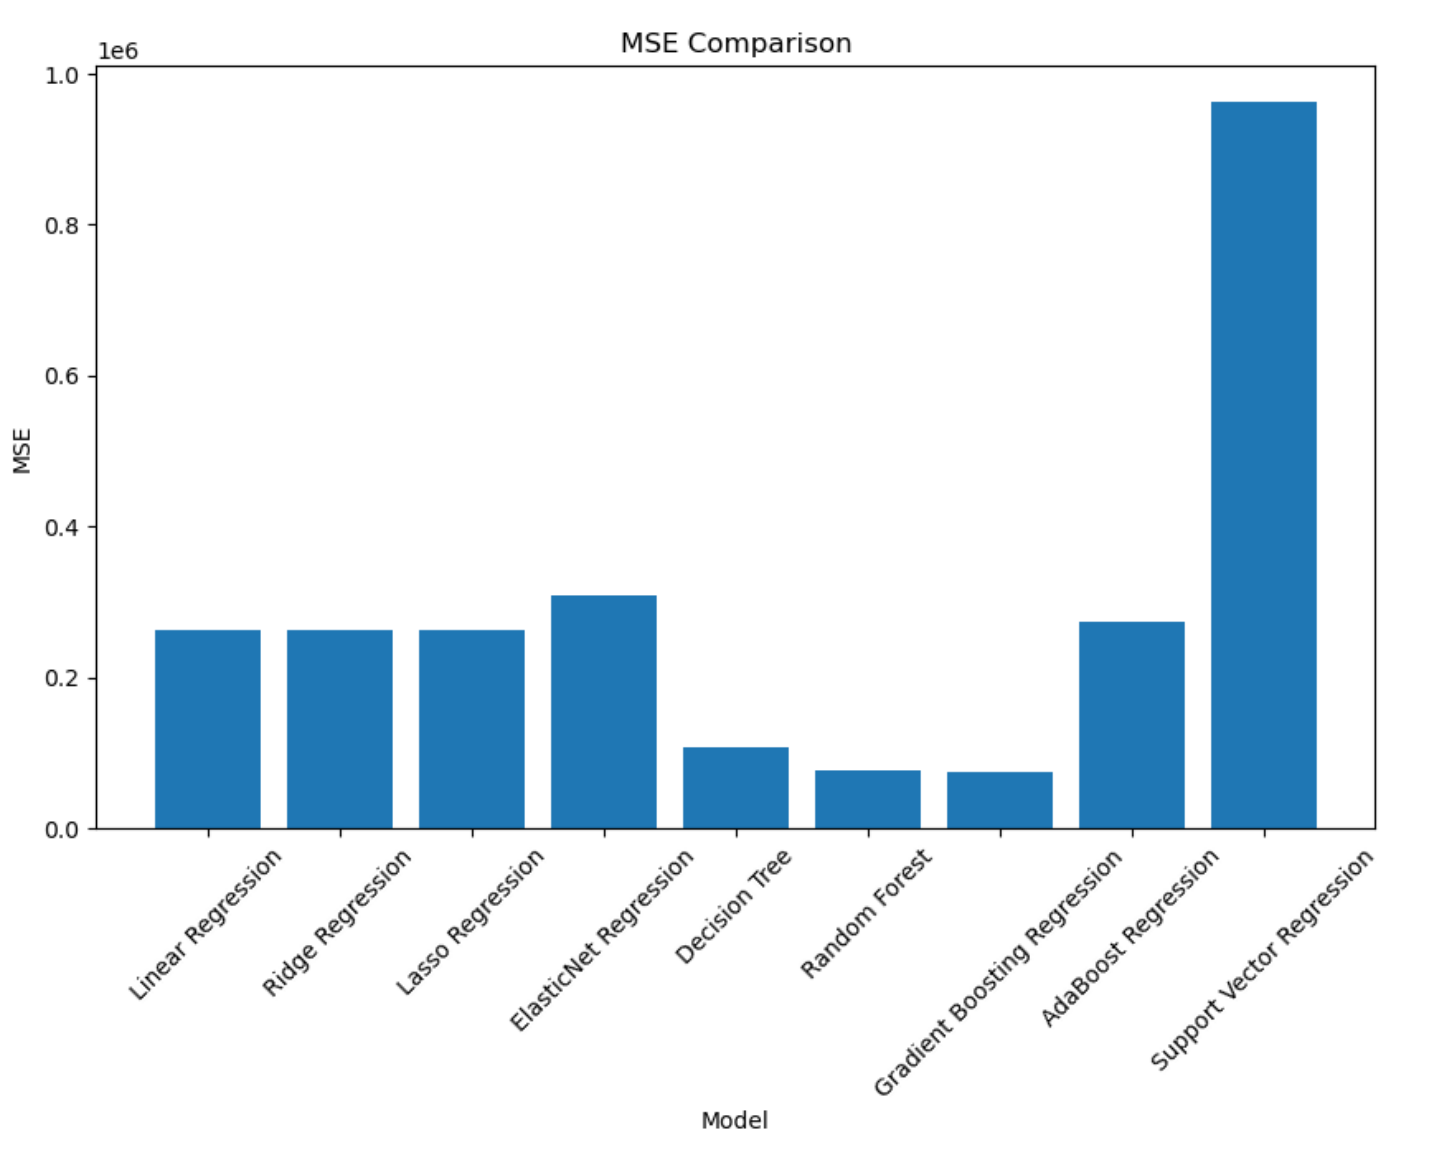 MSE Comparison
1e6
1.0
0.8
0.6
0.4
0.2
0.0
MSE
Linear Regression
Ridge Regression
Lasso Regression
ElasticNet Regression
Decision Tree
Random Forest
Gradient Boosting Regression
AdaBoost Regression
Support Vector Regression
Model